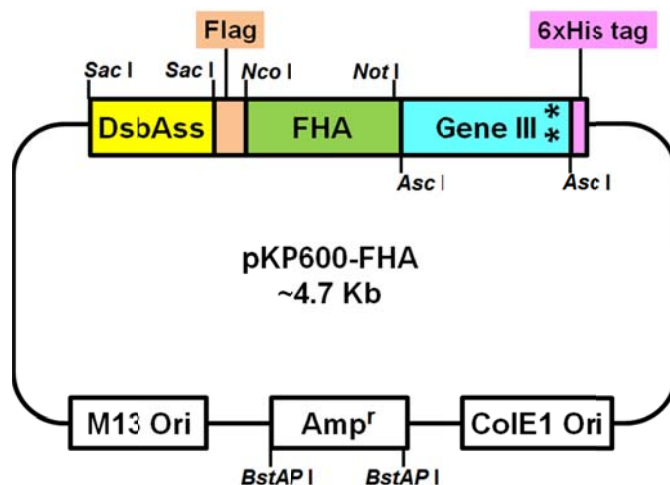 Flag
6xHis tag
Sac I
Sac I
Nco I
Not I
DsbAss
FHA
Gene III
**
Asc I
Asc I
pKP600-FHA
~4.7 Kb
M13 Ori
Ampr
ColE1 Ori
BstAP I
BstAP I